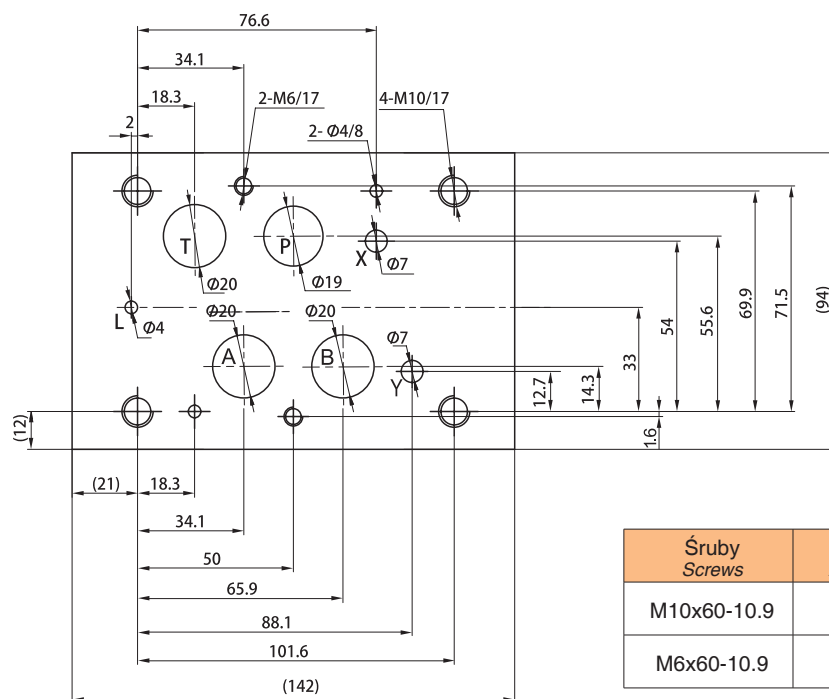 76.6
34.1
2-M6/17
4-M10/17
18.3
2- Ø4/8
2
T
P
X
Ø7
Ø20
Ø19
(94)
71.5
69.9
55.6
54
33
L
Ø4
Ø20
Ø20
Ø7
A
B
Y
12.7
14.3
1.6
(12)
(21)
18.3
34.1
50
65.9
88.1
101.6
(142)
Śruby
Screws
M10x60-10.9
M6x60-10.9